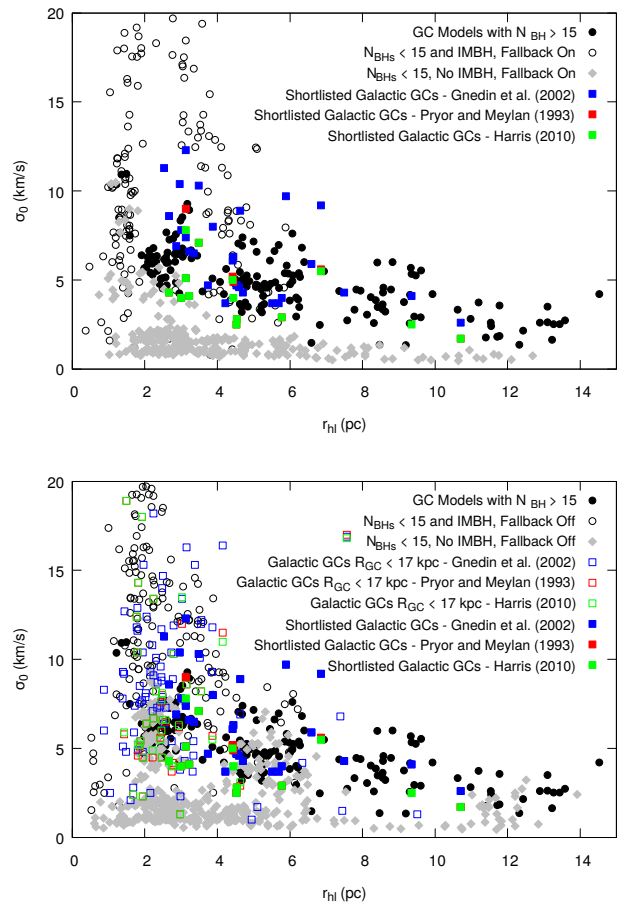 20
15
10
5
0
σ0 (km/s)
GC Models with N BH > 15
NBHs < 15 and IMBH, Fallback On
NBHs < 15, No IMBH, Fallback On
Shortlisted Galactic GCs - Gnedin et al. (2002)
Shortlisted Galactic GCs - Pryor and Meylan (1993)
Shortlisted Galactic GCs - Harris (2010)
0 2 4 6 8 10 12 14
rhl (pc)
20
15
10
5
0
σ0 (km/s)
GC Models with N BH > 15
NBHs < 15 and IMBH, Fallback Off
NBHs < 15, No IMBH, Fallback Off
Galactic GCs RGC < 17 kpc - Gnedin et al. (2002)
Galactic GCs RGC < 17 kpc - Pryor and Meylan (1993)
Galactic GCs RGC < 17 kpc - Harris (2010)
Shortlisted Galactic GCs - Gnedin et al. (2002)
Shortlisted Galactic GCs - Pryor and Meylan (1993)
Shortlisted Galactic GCs - Harris (2010)
0 2 4 6 8 10 12 14
rhl (pc)